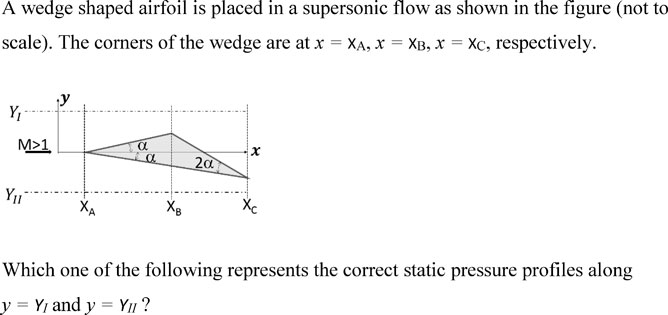 A wedge shaped airfoil is placed in a supersonic flow as shown in the figure (not to
scale). The corners of the wedge are at x = XA, x = XB, x = XC, respectively.
y
YI
M>1
α
α
2α
x
YII
XA
XB
XC
Which one of the following represents the correct static pressure profiles along
y = YI and y = YII ?